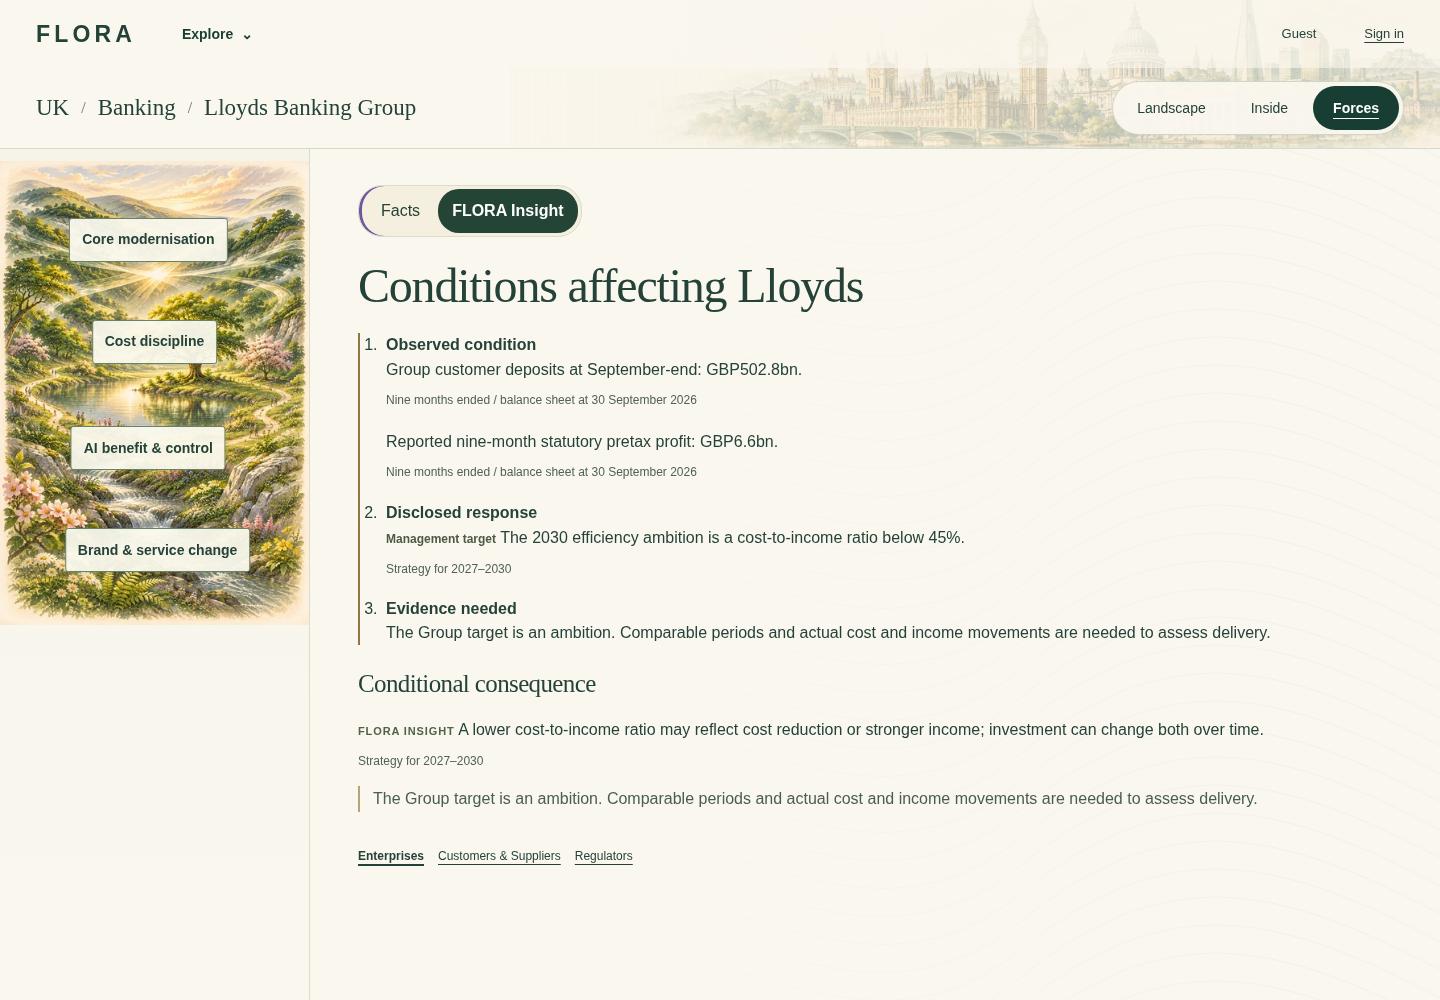 FLORA
Explore
Guest
Sign in
UK / Banking / Lloyds Banking Group
Landscape
Inside
Forces
Core modernisation
Cost discipline
AI benefit & control
Brand & service change
Facts
FLORA Insight
Conditions affecting Lloyds
1. Observed condition
Group customer deposits at September-end: GBP502.8bn.
Nine months ended / balance sheet at 30 September 2026
Reported nine-month statutory pretax profit: GBP6.6bn.
Nine months ended / balance sheet at 30 September 2026
2. Disclosed response
Management target The 2030 efficiency ambition is a cost-to-income ratio below 45%.
Strategy for 2027–2030
3. Evidence needed
The Group target is an ambition. Comparable periods and actual cost and income movements are needed to assess delivery.
Conditional consequence
FLORA INSIGHT A lower cost-to-income ratio may reflect cost reduction or stronger income; investment can change both over time.
Strategy for 2027–2030
The Group target is an ambition. Comparable periods and actual cost and income movements are needed to assess delivery.
Enterprises
Customers & Suppliers
Regulators